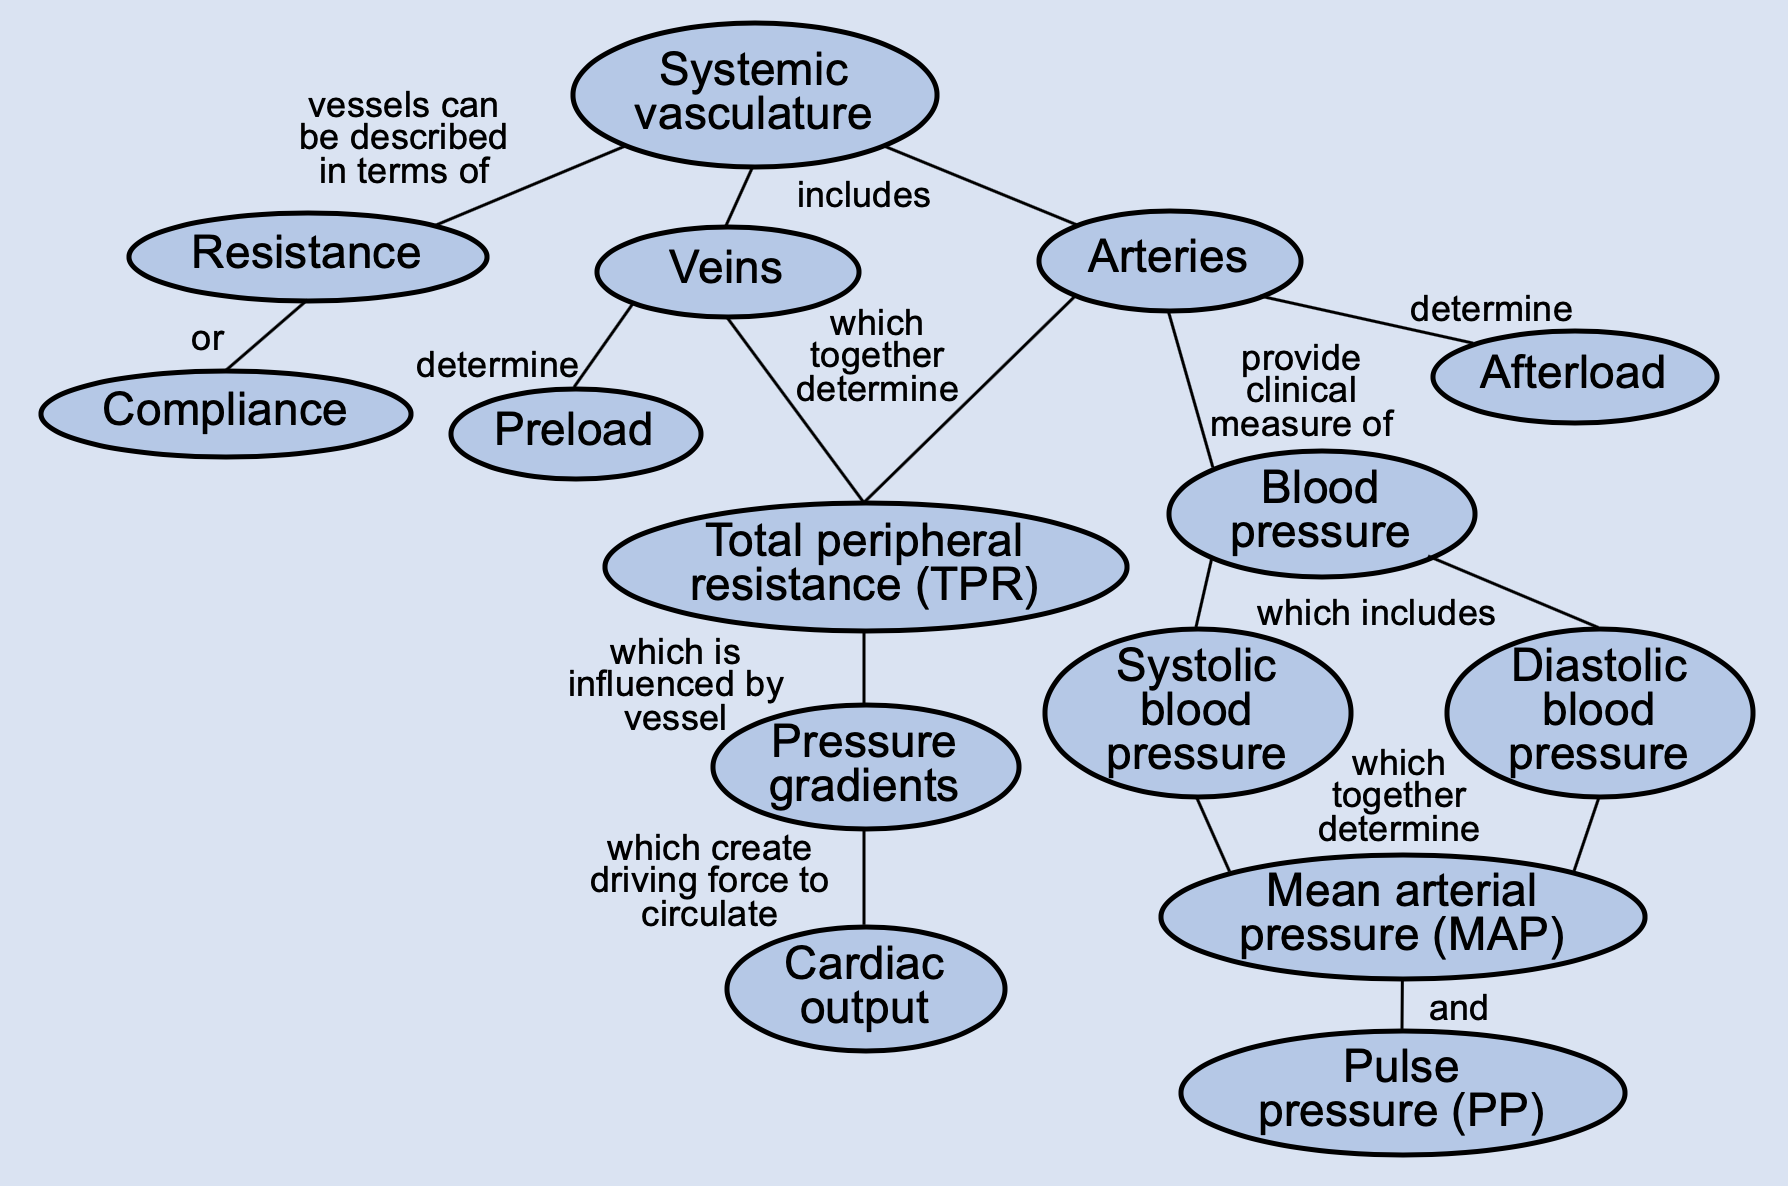 Systemic
vasculature
vessels can
be described
in terms of
includes
Resistance
Veins
Arteries
or
determine
which
together
determine
determine
Compliance
Preload
provide
clinical
measure of
Afterload
Total peripheral
resistance (TPR)
Blood
pressure
which is
influenced by
vessel
which includes
Pressure
gradients
Systolic
blood
pressure
Diastolic
blood
pressure
which
together
determine
which create
driving force to
circulate
Mean arterial
pressure (MAP)
Cardiac
output
and
Pulse
pressure (PP)